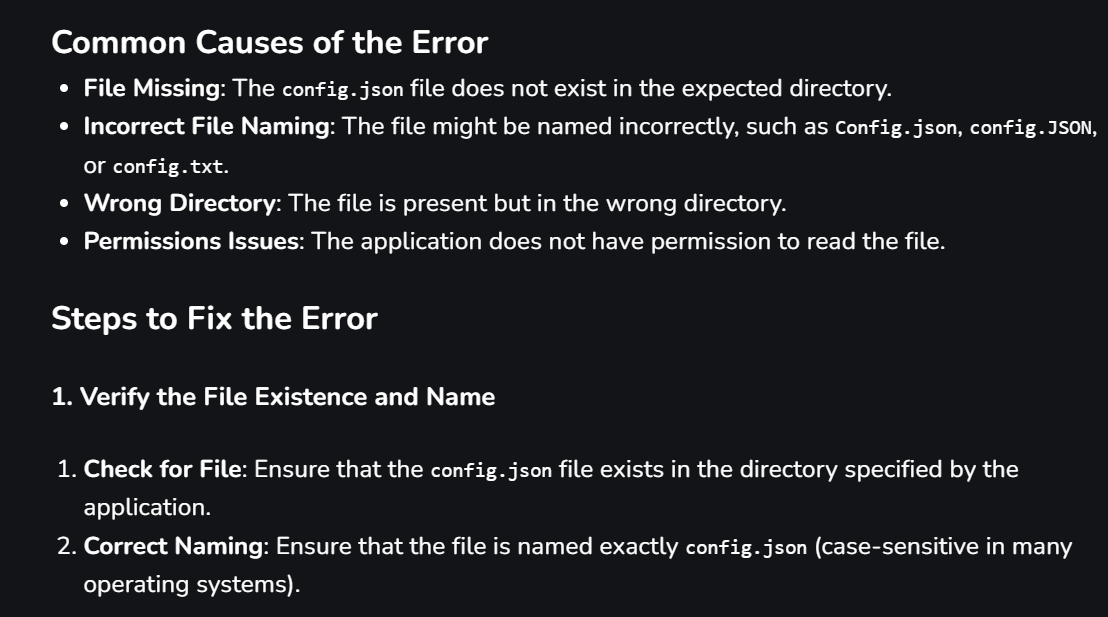 Common Causes of the Error
• File Missing: The config.json file does not exist in the expected directory.
• Incorrect File Naming: The file might be named incorrectly, such as Config.json, config.JSON,
or config.txt.
• Wrong Directory: The file is present but in the wrong directory.
• Permissions Issues: The application does not have permission to read the file.
Steps to Fix the Error
1. Verify the File Existence and Name
1. Check for File: Ensure that the config.json file exists in the directory specified by the
application.
2. Correct Naming: Ensure that the file is named exactly config.json (case-sensitive in many
operating systems).